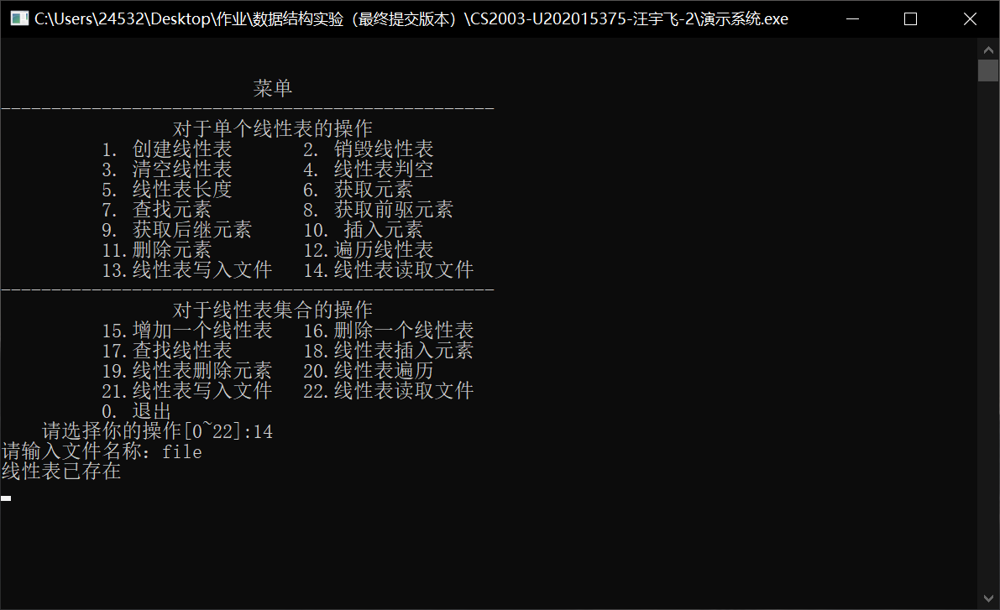 C:\Users\24532\Desktop\作业\数据结构实验（最终提交版本）\CS2003-U202015375-汪宇飞-2\演示系统.exe
菜单
-------------------------------------------------
对于单个线性表的操作
1. 创建线性表 2. 销毁线性表
3. 清空线性表 4. 线性表判空
5. 线性表长度 6. 获取元素
7. 查找元素 8. 获取前驱元素
9. 获取后继元素 10. 插入元素
11.删除元素 12.遍历线性表
13.线性表写入文件 14.线性表读取文件
-------------------------------------------------
对于线性表集合的操作
15.增加一个线性表 16.删除一个线性表
17.查找线性表 18.线性表插入元素
19.线性表删除元素 20.线性表遍历
21.线性表写入文件 22.线性表读取文件
0. 退出
请选择你的操作[0~22]:14
请输入文件名称：file
线性表已存在